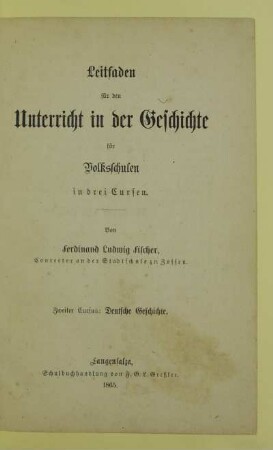 Leitfaden
für den
Unterricht in der Geschichte
für
Volksschulen
in drei Cursen.
Von
Ferdinand Ludwig Fischer,
Conrector an der Stadtschule zu Zossen.
Zweiter Cursus: Deutsche Geschichte.
Langensalza,
Schulbuchhandlung von F. G. L. Greßler.
1865.